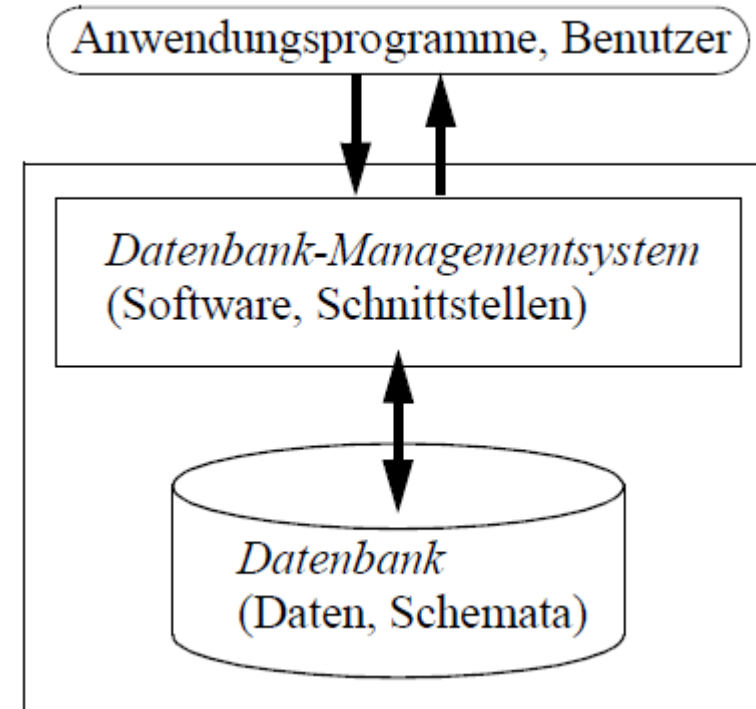 Anwendungsprogramme, Benutzer
Datenbank-Managementsystem
(Software, Schnittstellen)
Datenbank
(Daten, Schemata)